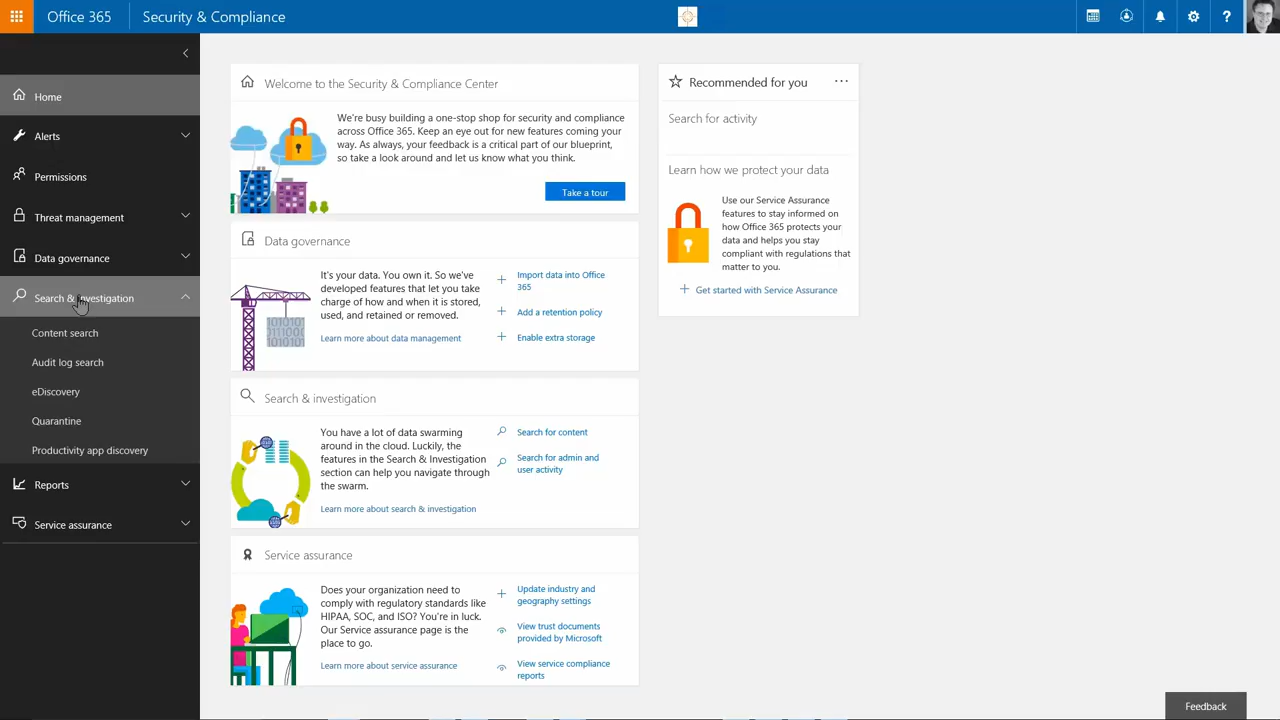 Office 365
Security & Compliance
?
Home
Alerts
Permissions
Threat management
Data governance
Search & investigation
Content search
Audit log search
eDiscovery
Quarantine
Productivity app discovery
Reports
Service assurance
Welcome to the Security & Compliance Center
We're busy building a one-stop shop for security and compliance
across Office 365. Keep an eye out for new features coming your
way. As always, your feedback is a critical part of our blueprint,
so take a look around and let us know what you think.
Take a tour
Data governance
It's your data. You own it. So we've
developed features that let you take
charge of how and when it is stored,
used, and retained or removed.
Learn more about data management
Import data into Office
365
Add a retention policy
Enable extra storage
Search & investigation
You have a lot of data swarming
around in the cloud. Luckily, the
features in the Search & Investigation
section can help you navigate through
the swarm.
Learn more about search & investigation
Search for content
Search for admin and
user activity
Service assurance
Does your organization need to
comply with regulatory standards like
HIPAA, SOC, and ISO? You're in luck.
Our Service assurance page is the
place to go.
Learn more about service assurance
Update industry and
geography settings
View trust documents
provided by Microsoft
View service compliance
reports
Recommended for you
Search for activity
Learn how we protect your data
Use our Service Assurance
features to stay informed on
how Office 365 protects your
data and helps you stay
compliant with regulations that
matter to you.
Get started with Service Assurance
Feedback